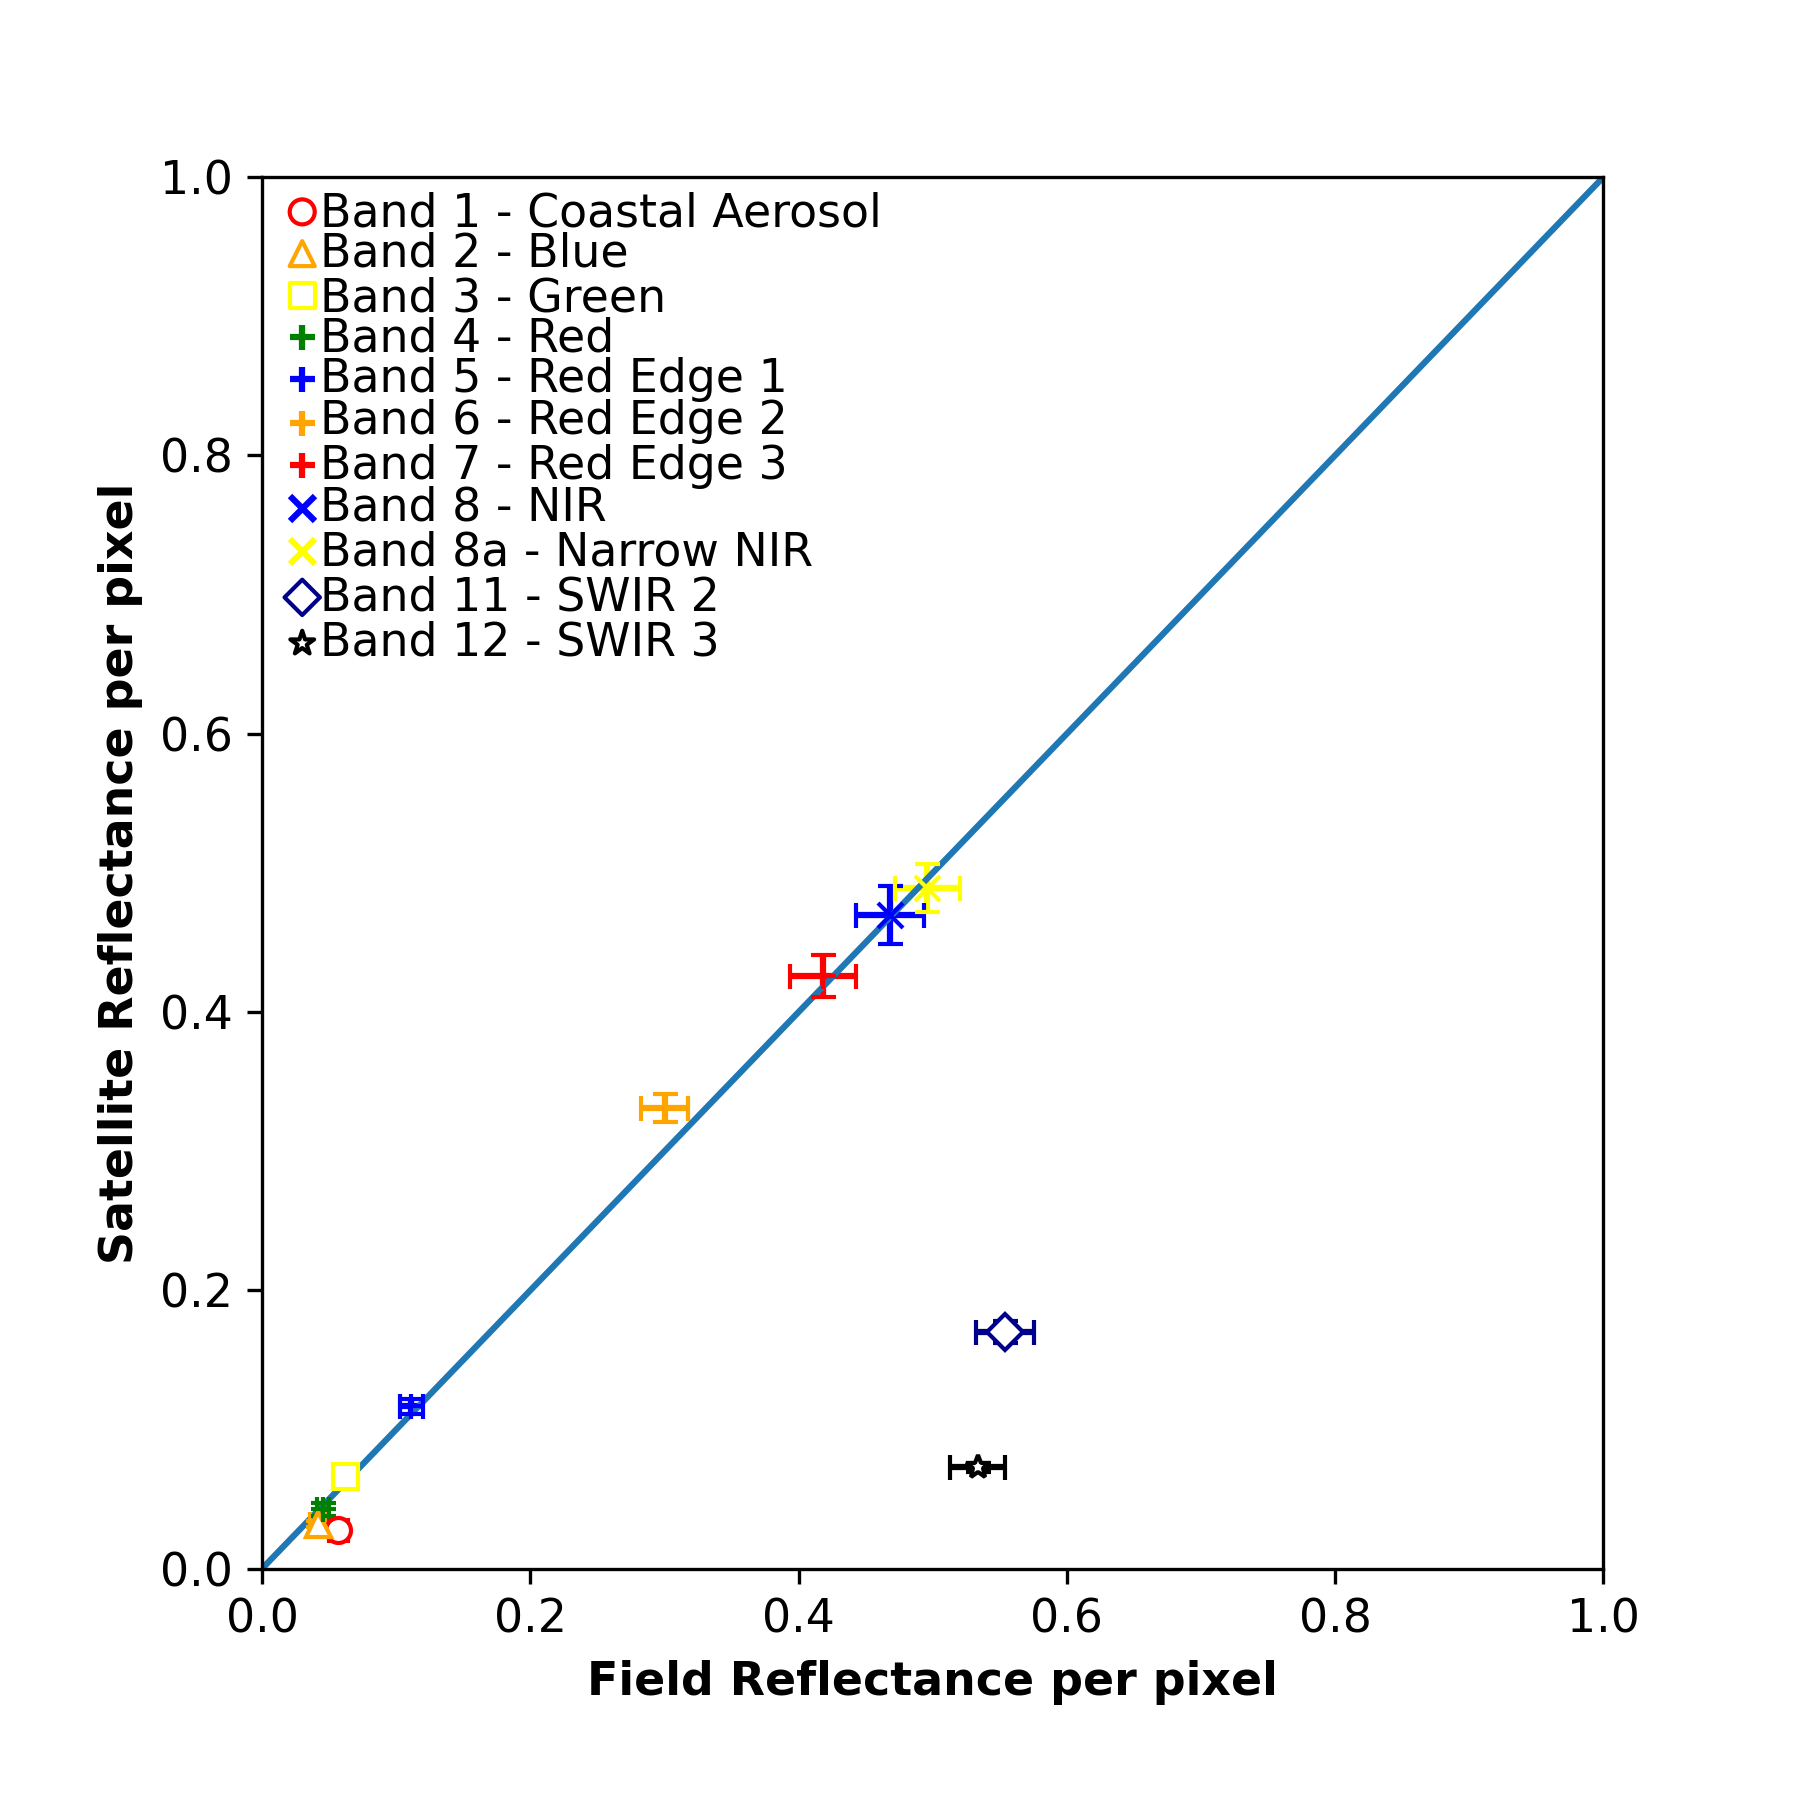 1.0
Band 1 - Coastal Aerosol
Band 2 - Blue
Band 3 - Green
Band 4 - Red
Band 5 - Red Edge 1
Band 6 - Red Edge 2
0.8
Band 7 - Red Edge 3
Band 8 - NIR
Band 8a - Narrow NIR
Band 11 - SWIR 2
Band 12 - SWIR 3
0.6
0.4
0.2
0.0
Satellite Reflectance per pixel
0.0 0.2 0.4 0.6 0.8 1.0
Field Reflectance per pixel